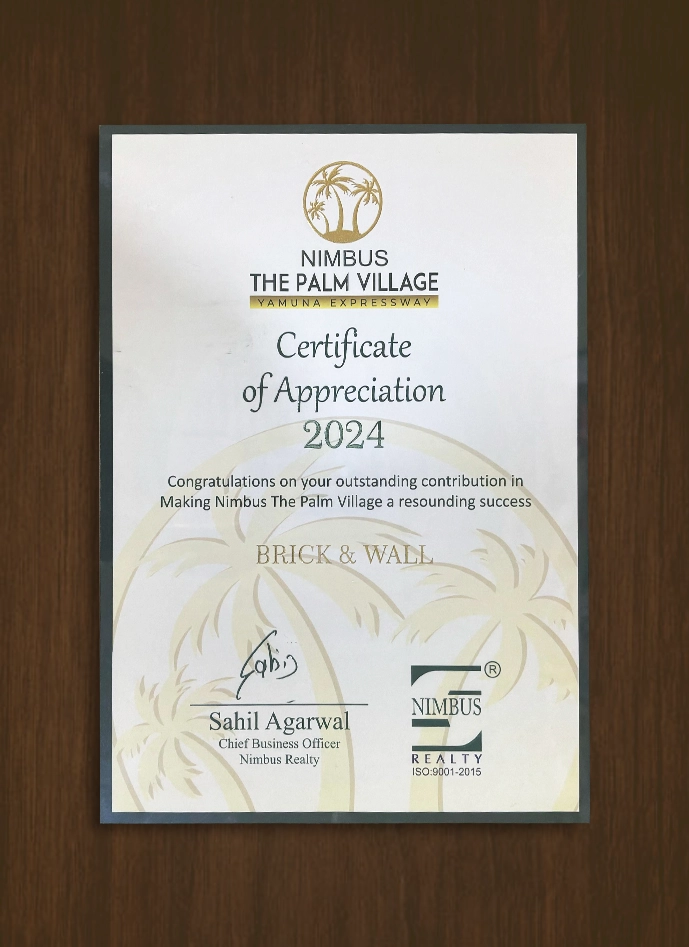 NIMBUS
THE PALM VILLAGE
YAMUNA EXPRESSWAY
Certificate
of Appreciation
2024
Congratulations on your outstanding contribution in
Making Nimbus The Palm Village a resounding success
BRICK & WALL
Sahil Agarwal
Chief Business Officer
Nimbus Realty
®
NIMBUS
REALTY
ISO:9001-2015